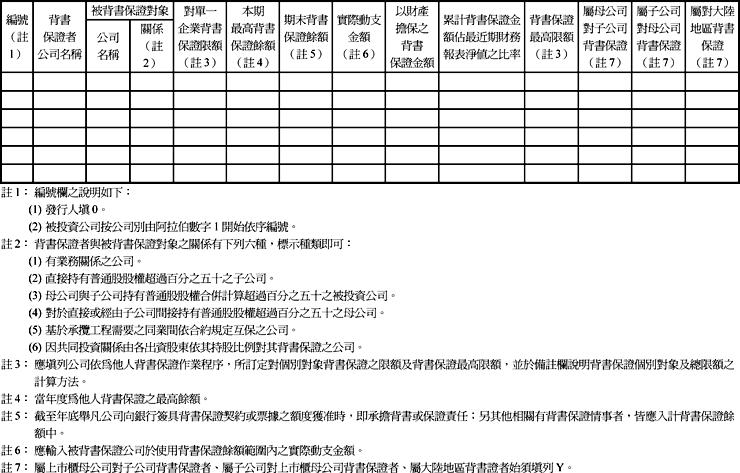 編號
(註
1)
背書
保證者
公司名稱
被背書保證對象
公司
名稱
關係
(註
2)
對單一
企業背書
保證限額
(註3)
本期
最高背書
保證餘額
(註4)
期末背書
保證餘額
(註5)
實際動支
金額
(註6)
以財產
擔保之
背書
保證金額
累計背書保證金
額佔最近期財務
報表淨值之比率
背書保證
最高限額
(註3)
屬母公司
對子公司
背書保證
(註7)
屬子公司
對母公司
背書保證
(註7)
屬對大陸
地區背書
保證
(註7)
註1：編號欄之說明如下：
(1) 發行人填0。
(2) 被投資公司按公司別由阿拉伯數字1開始依序編號。
註2：背書保證者與被背書保證對象之關係有下列六種，標示種類即可：
(1) 有業務關係之公司。
(2) 直接持有普通股股權超過百分之五十之子公司。
(3) 母公司與子公司持有普通股股權合併計算超過百分之五十之被投資公司。
(4) 對於直接或經由子公司間接持有普通股股權超過百分之五十之母公司。
(5) 基於承攬工程需要之同業間依合約規定互保之公司。
(6) 因共同投資關係由各出資股東依其持股比例對其背書保證之公司。
註3：應填列公司依為他人背書保證作業程序，所訂定對個別對象背書保證之限額及背書保證最高限額，並於備註欄說明背書保證個別對象及總限額之
計算方法。
註4：當年度為他人背書保證之最高餘額。
註5：截至年底舉凡公司向銀行簽具背書保證契約或票據之額度獲准時，即承擔背書或保證責任；另其他相關有背書保證情事者，皆應入計背書保證餘
額中。
註6：應輸入被背書保證公司於使用背書保證餘額範圍內之實際動支金額。
註7：屬上市櫃母公司對子公司背書保證者、屬子公司對上市櫃母公司背書保證者、屬大陸地區背書證者始須填列Y。